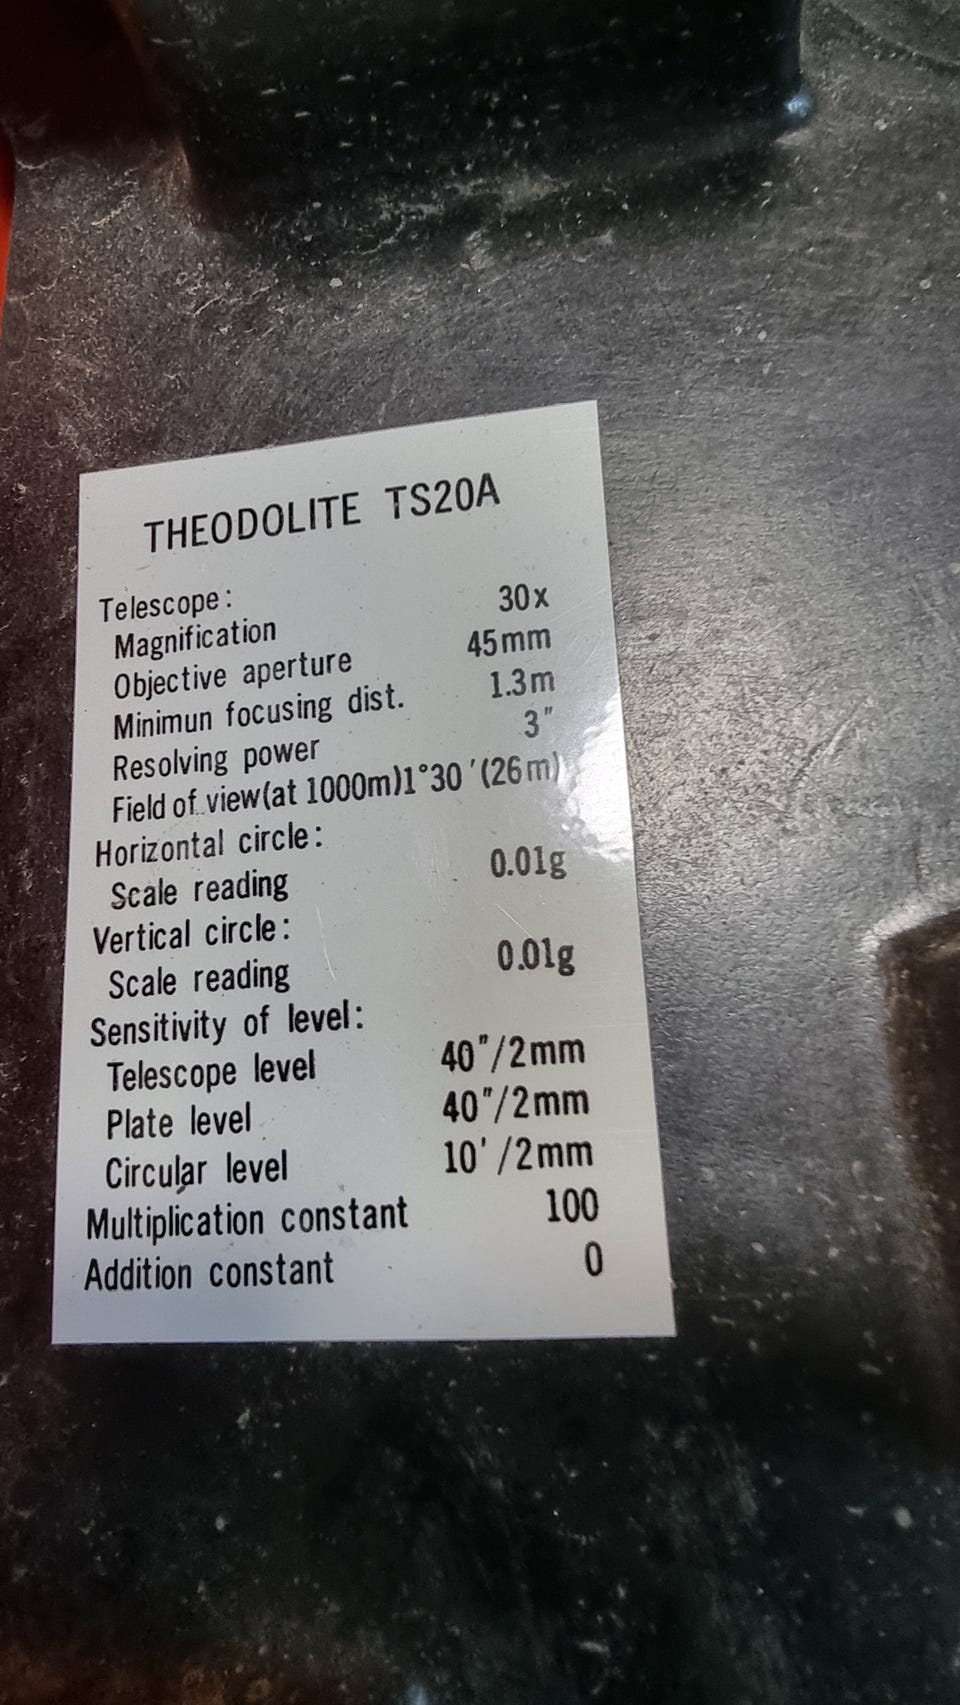 THEODOLITE TS20A
Telescope:
Magnification 30x
Objective aperture 45mm
Minimun focusing dist. 1.3m
Resolving power 3"
Field of view(at 1000m)1°30'(26m)
Horizontal circle:
Scale reading 0.01g
Vertical circle:
Scale reading 0.01g
Sensitivity of level:
Telescope level 40"/2mm
Plate level 40"/2mm
Circular level 10'/2mm
Multiplication constant 100
Addition constant 0